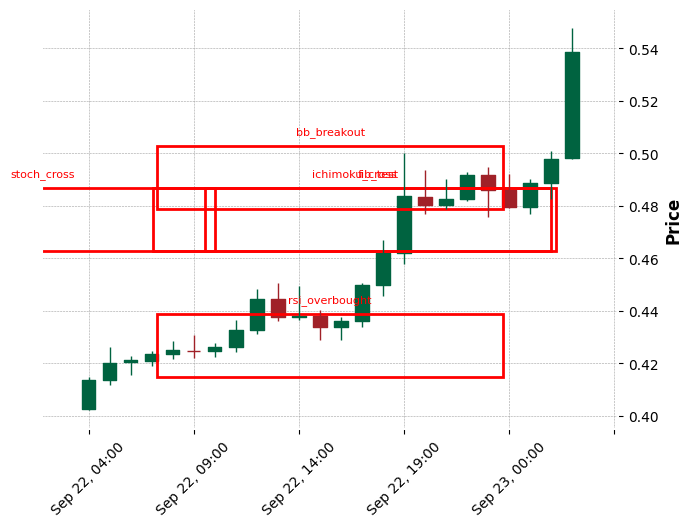 bb_breakout
stoch_cross
ichimoku_cross
fib_test
rsi_overbought
0.54
0.52
0.50
0.48
0.46
0.44
0.42
0.40
Price
Sep 22, 04:00
Sep 22, 09:00
Sep 22, 14:00
Sep 22, 19:00
Sep 23, 00:00